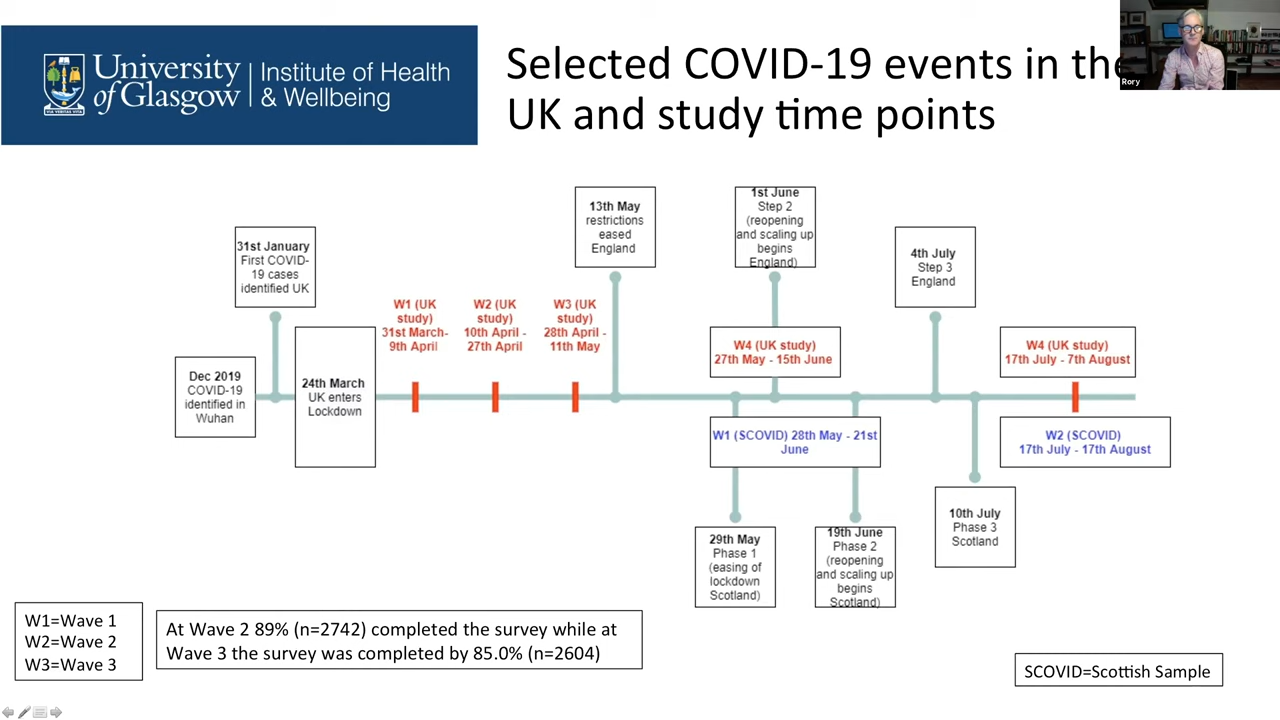 University
of Glasgow
Institute of Health
& Wellbeing
VIA VERITAS VITA
Selected COVID-19 events in the
UK and study time points
Rory
31st January
First COVID-
19 cases
identified UK
13th May
restrictions
eased
England
1st June
Step 2
(reopening
and scaling up
begins
England)
4th July
Step 3
England
Dec 2019
COVID-19
identified in
Wuhan
24th March
UK enters
Lockdown
W1 (UK
study)
31st March-
9th April
W2 (UK
study)
10th April -
27th April
W3 (UK
study)
28th April -
11th May
W4 (UK study)
27th May - 15th June
W4 (UK study)
17th July - 7th August
W1 (SCOVID) 28th May - 21st
June
W2 (SCOVID)
17th July - 17th August
29th May
Phase 1
(easing of
lockdown
Scotland)
19th June
Phase 2
(reopening
and scaling up
begins
Scotland)
10th July
Phase 3
Scotland
W1=Wave 1
W2=Wave 2
W3=Wave 3
At Wave 2 89% (n=2742) completed the survey while at
Wave 3 the survey was completed by 85.0% (n=2604)
SCOVID=Scottish Sample